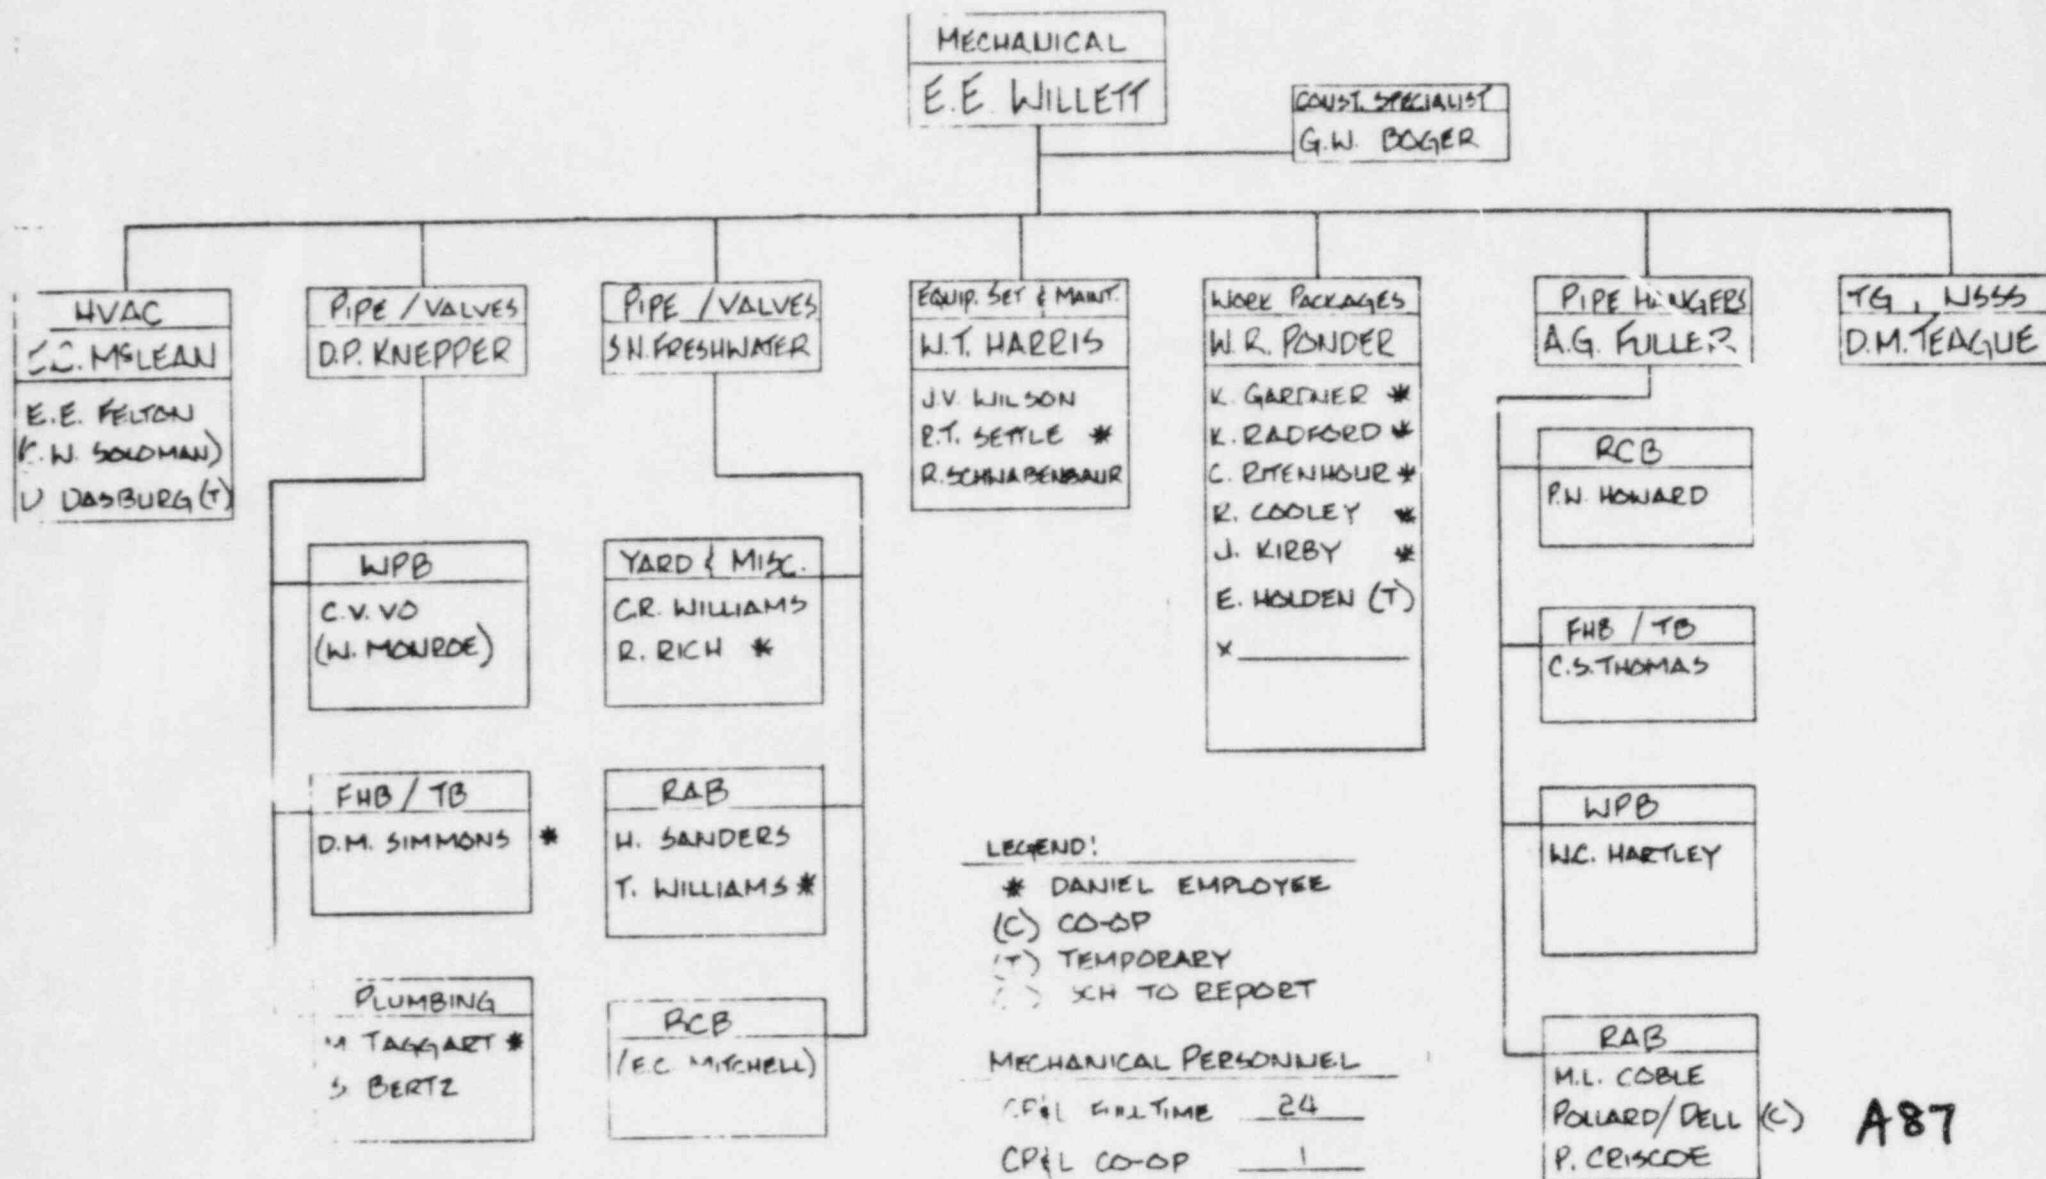 MECHANICAL
E.E. WILLETT
CONST. SPECIALIST
G.W. BOGER
HVAC
McLEAN
E.E. FELTON
W. SOLOMAN)
DASBURG (T)
PIPE / VALVES
D.P. KNEPPER
WPB
C.V. VO
(W. MONROE)
FHB / TB
D.M. SIMMONS *
PLUMBING
TAGGART *
BERTZ
PIPE / VALVES
S.N. FRESHWATER
YARD & MISC.
C.R. WILLIAMS
R. RICH *
RAB
H. SANDERS
T. WILLIAMS *
RCB
(E.C. MITCHELL)
EQUIP. SET & MAINT.
W.T. HARRIS
J.V. WILSON
R.T. SETTLE *
R. SCHWABENBAUR
WORK PACKAGES
W.R. PONDER
K. GARDNER *
K. RADFORD *
C. RITENHOUR *
R. COOLEY *
J. KIRBY *
E. HOLDEN (T)
x
PIPE HANGERS
A.G. FULLER
RCB
P.W. HOWARD
FHB / TB
C.S. THOMAS
WPB
W.C. HARTLEY
RAB
M.L. COBLE
POLLARD/DELL (C)
P. CRISCOE
TG, NSSS
D.M. TEAGUE
LEGEND:
* DANIEL EMPLOYEE
(C) CO-OP
(T) TEMPORARY
( ) SCH TO REPORT
MECHANICAL PERSONNEL
CP&L FULL TIME 24
CP&L CO-OP 1
A87